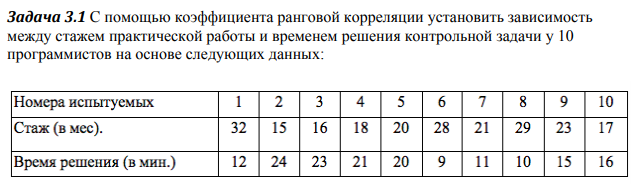 Задача 3.1 С помощью коэффициента ранговой корреляции установить зависимость
между стажем практической работы и временем решения контрольной задачи у 10
программистов на основе следующих данных:
Номера испытуемых 1 2 3 4 5 6 7 8 9 10
Стаж (в мес). 32 15 16 18 20 28 21 29 23 17
Время решения (в мин.) 12 24 23 21 20 9 11 10 15 16